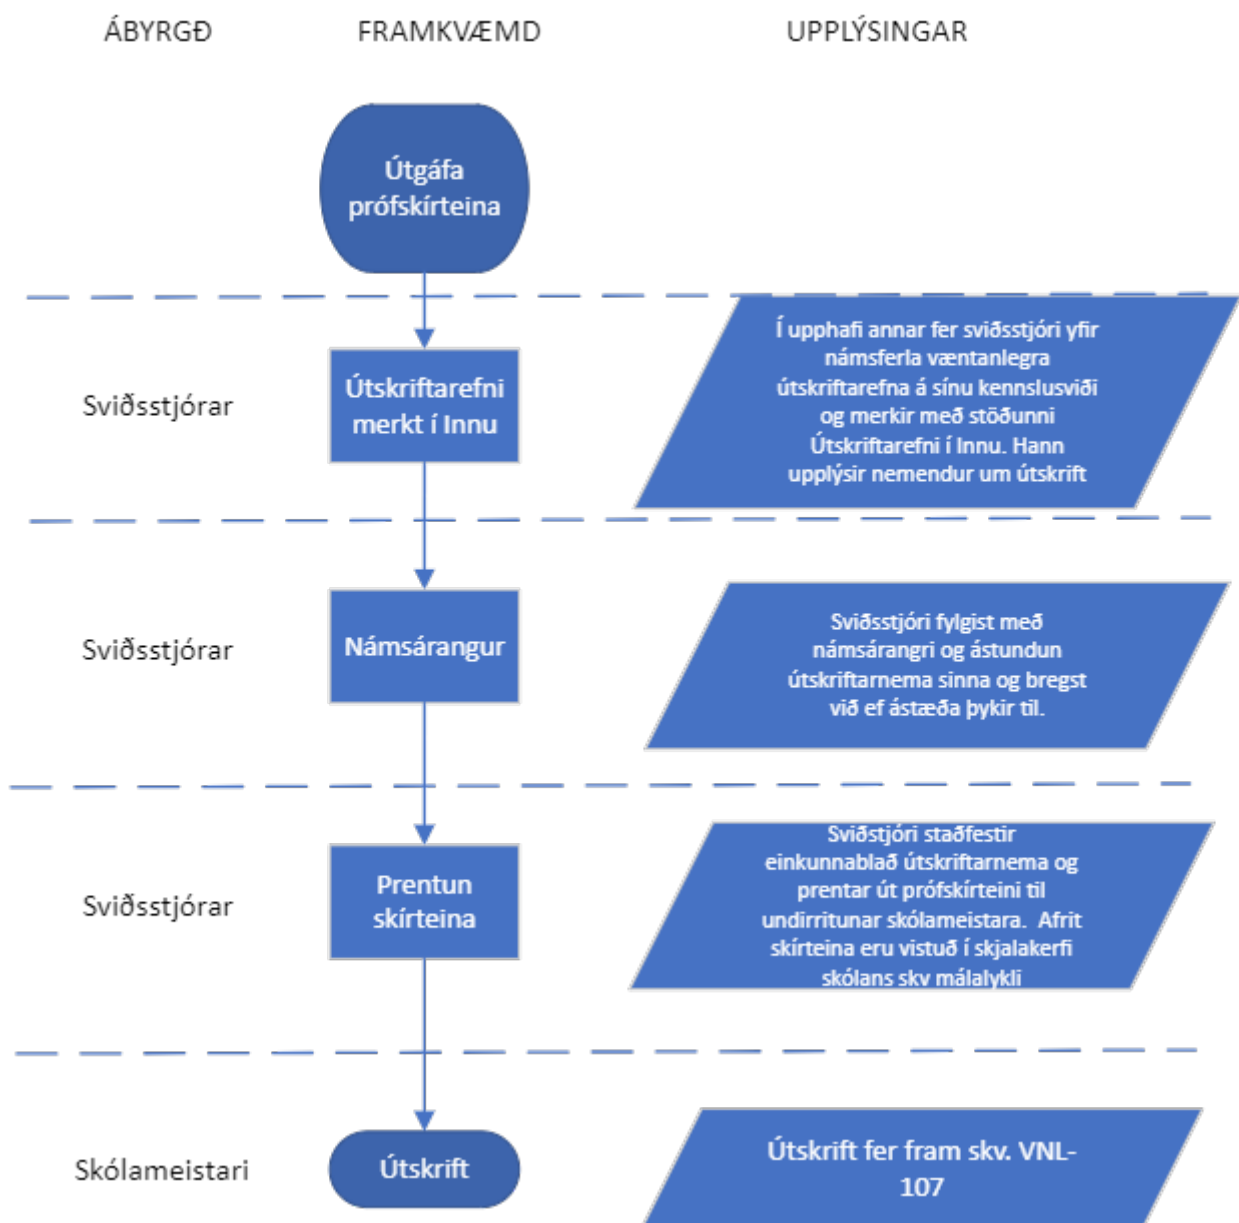 ÁBYRGÐ FRAMKVÆMD UPPLÝSINGAR
Útgáfa
prófskírteina
Sviðsstjórar
Útskriftarefni
merkt í Innu
Í upphafi annar fer sviðsstjóri yfir
námsferla væntanlegra
útskriftarefna á sínu kennslusviði
og merkir með stöðunni
Útskriftarefni í Innu. Hann
upplýsir nemendur um útskrift
Sviðsstjórar
Námsárangur
Sviðsstjóri fylgist með
námsárangri og ástundun
útskriftarnema sinna og bregst
við ef ástæða þykir til.
Sviðsstjórar
Prentun
skírteina
Sviðstjóri staðfestir
einkunnablað útskriftarnema og
prentar út prófskírteini til
undirritunar skólameistara. Afrit
skírteina eru vistuð í skjalakerfi
skólans skv málalykli
Skólameistari
Útskrift
Útskrift fer fram skv. VNL-
107